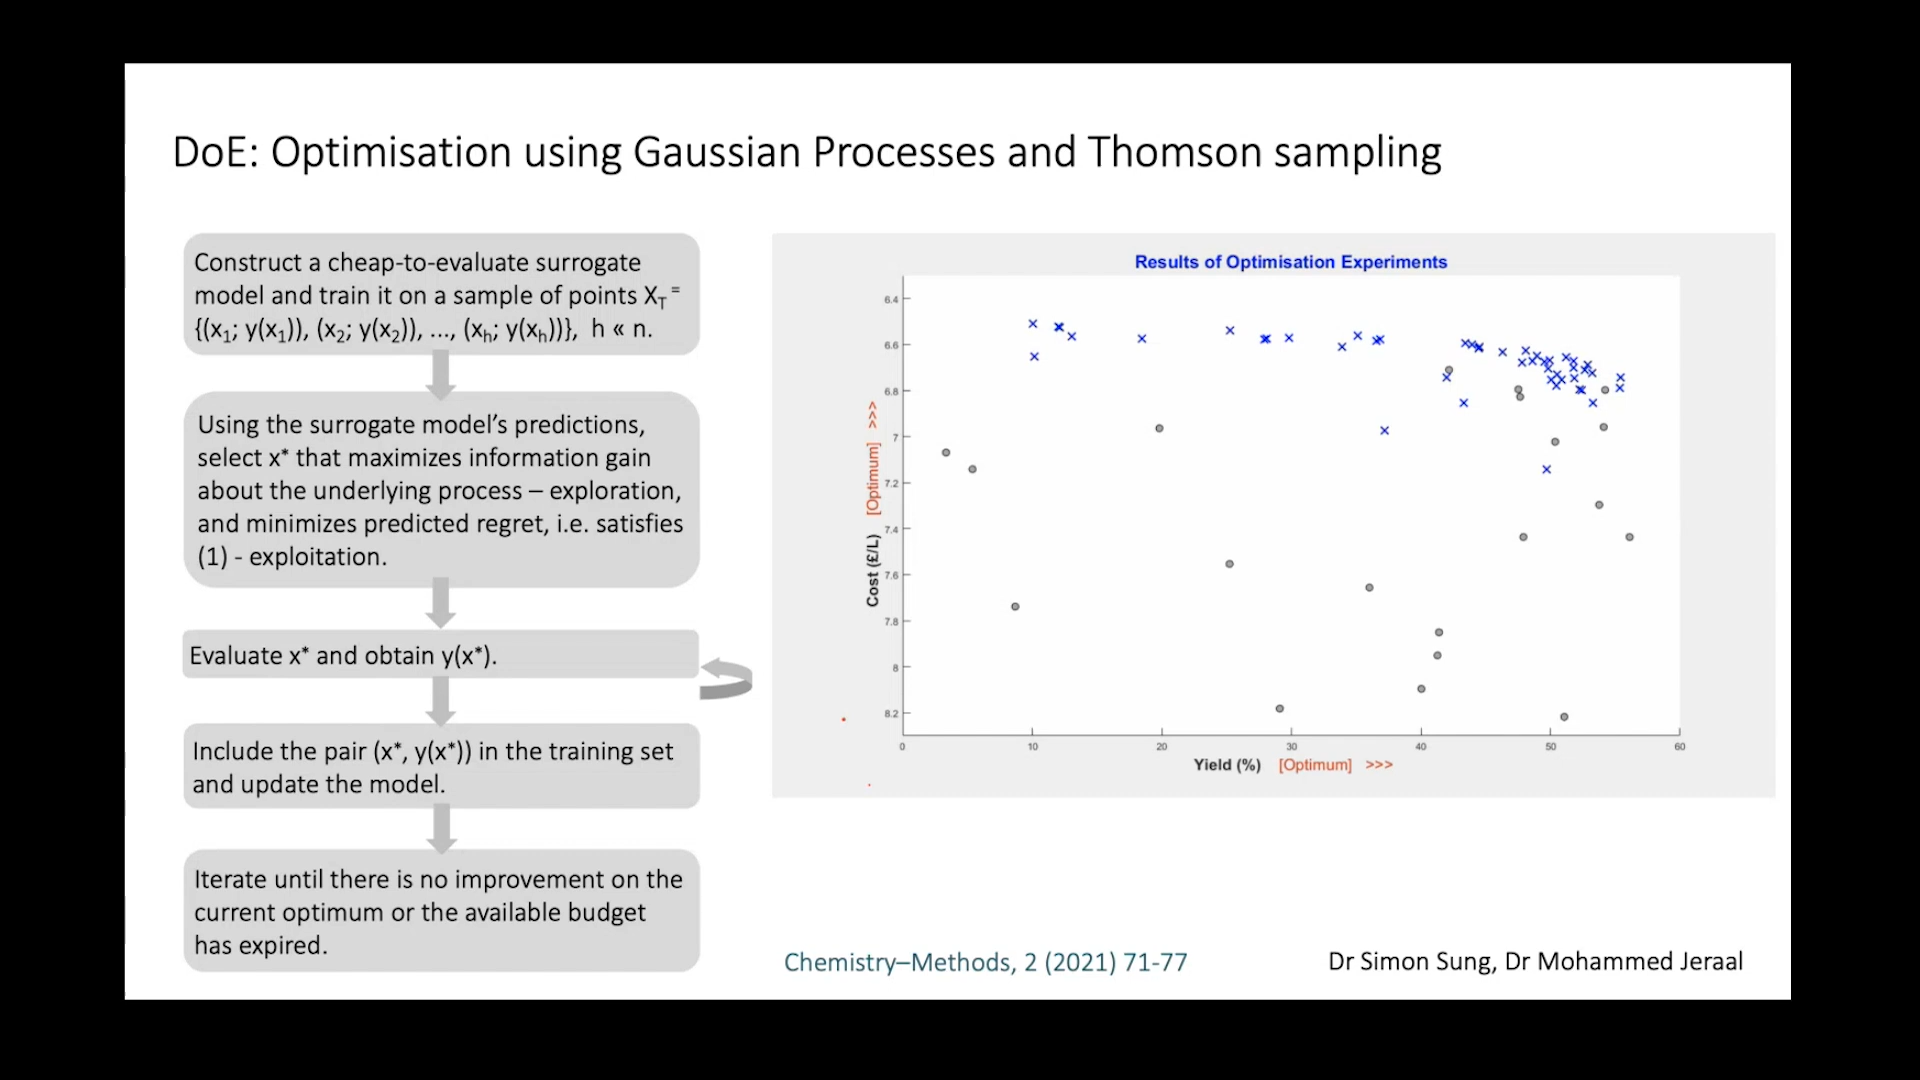 DoE: Optimisation using Gaussian Processes and Thomson sampling
Construct a cheap-to-evaluate surrogate
model and train it on a sample of points X_T =
{(x₁; y(x₁)), (x₂; y(x₂)), ..., (x_h; y(x_h))}, h « n.
Using the surrogate model’s predictions,
select x* that maximizes information gain
about the underlying process – exploration,
and minimizes predicted regret, i.e. satisfies
(1) - exploitation.
Evaluate x* and obtain y(x*).
Include the pair (x*, y(x*)) in the training set
and update the model.
Iterate until there is no improvement on the
current optimum or the available budget
has expired.
Results of Optimisation Experiments
Cost (£/L) [Optimum] >>>
6.4
6.6
6.8
7
7.2
7.4
7.6
7.8
8
8.2
0 10 20 30 40 50 60
Yield (%) [Optimum] >>>
Chemistry–Methods, 2 (2021) 71-77
Dr Simon Sung, Dr Mohammed Jeraal